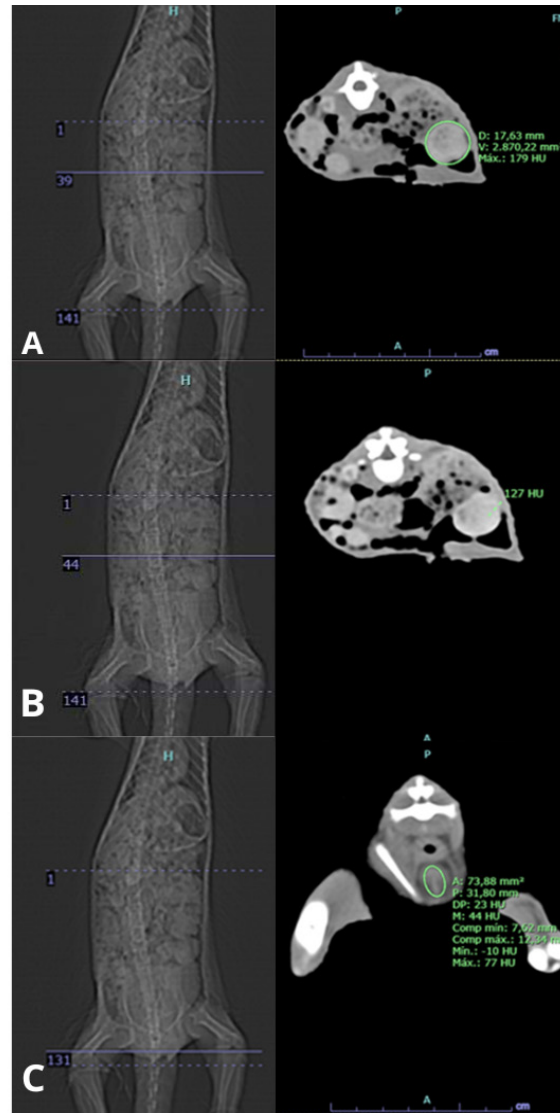 H
1
39
141
A
P
F
D: 17,63 mm
V: 2.870,22 mm
Máx.: 179 HU
A
cm
H
1
44
141
B
P
127 HU
A
H
1
131
C
P
A: 73,88 mm²
P: 31,80 mm
DP: 23 HU
M: 44 HU
Comp mín: 7,62 mm
Comp máx.: 12,34 m
Mín.: -10 HU
Máx.: 77 HU
A
cm